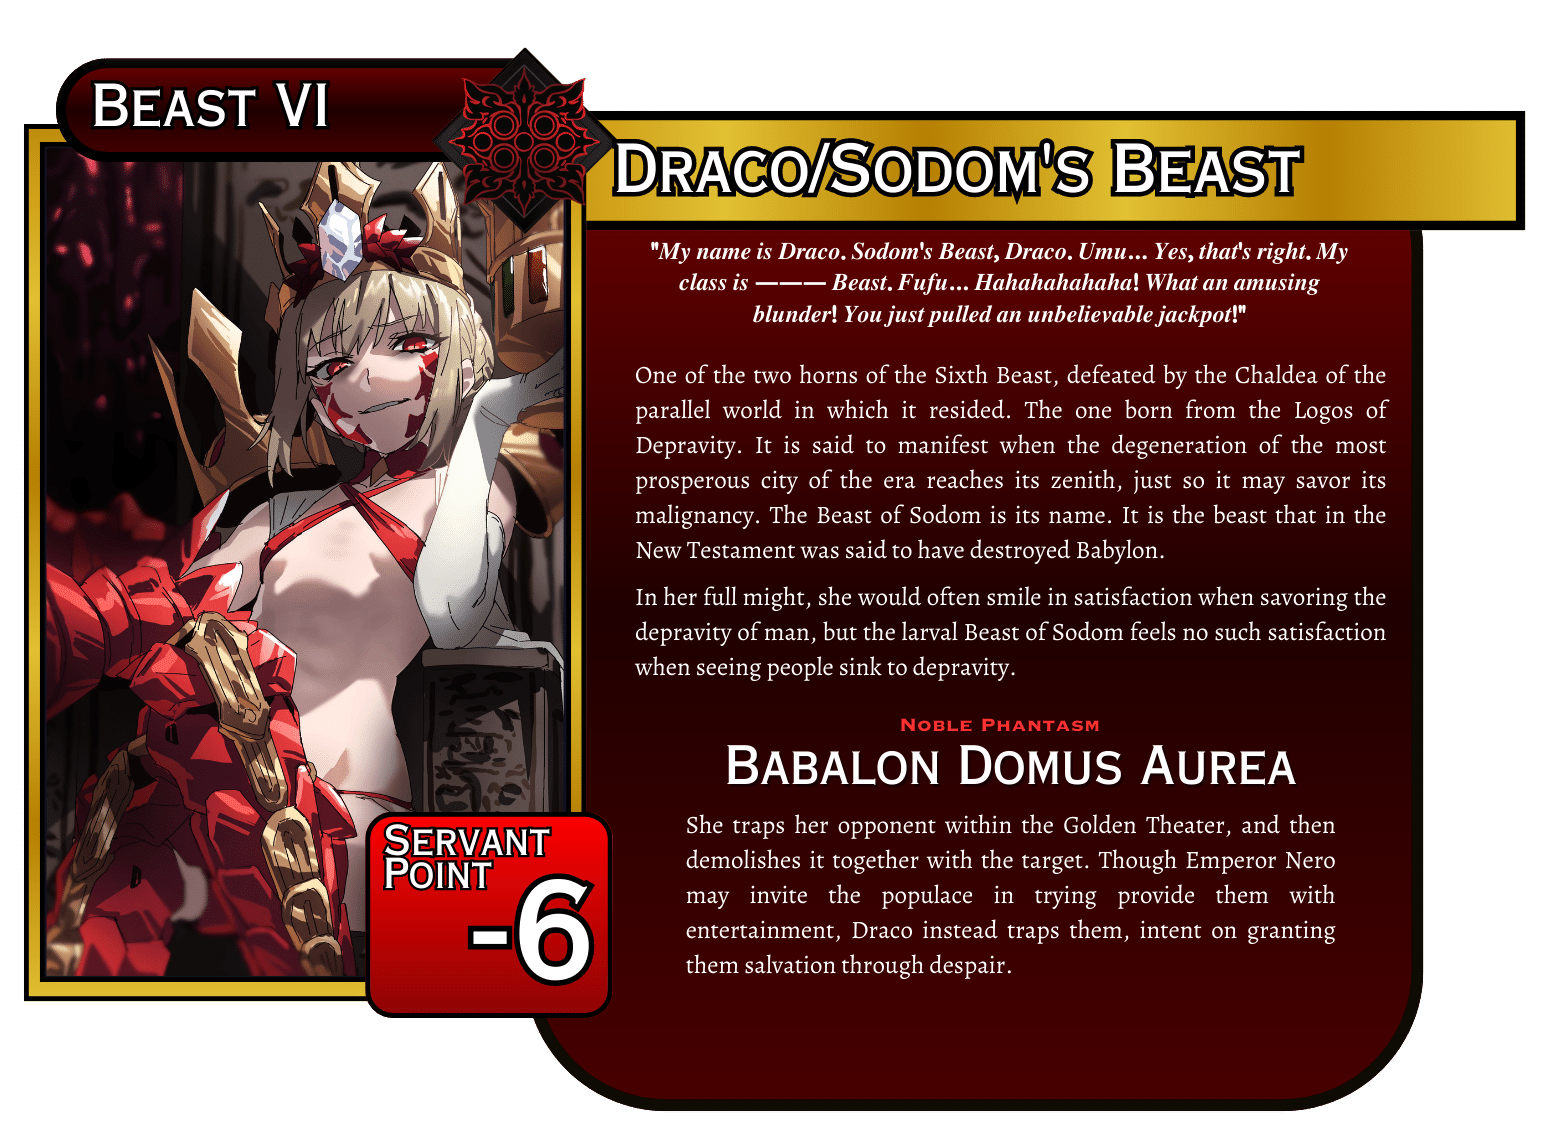 Beast VI
Draco/Sodom's Beast
"My name is Draco. Sodom's Beast, Draco. Umu... Yes, that's right. My
class is ——— Beast. Fufu... Hahahahahaha! What an amusing
blunder! You just pulled an unbelievable jackpot!"
One of the two horns of the Sixth Beast, defeated by the Chaldea of the
parallel world in which it resided. The one born from the Logos of
Depravity. It is said to manifest when the degeneration of the most
prosperous city of the era reaches its zenith, just so it may savor its
malignancy. The Beast of Sodom is its name. It is the beast that in the
New Testament was said to have destroyed Babylon.
In her full might, she would often smile in satisfaction when savoring the
depravity of man, but the larval Beast of Sodom feels no such satisfaction
when seeing people sink to depravity.
Noble Phantasm
Babalon Domus Aurea
She traps her opponent within the Golden Theater, and then
demolishes it together with the target. Though Emperor Nero
may invite the populace in trying provide them with
entertainment, Draco instead traps them, intent on granting
them salvation through despair.
Servant
Point
-6